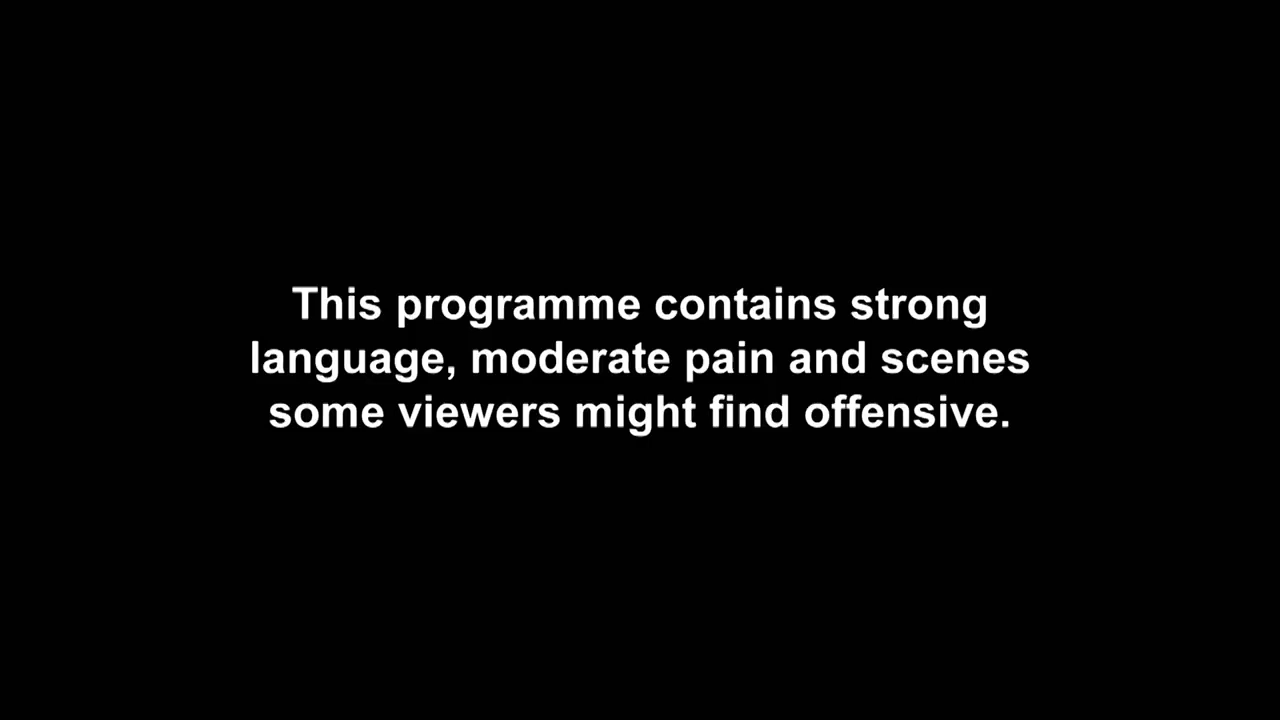 This programme contains strong
language, moderate pain and scenes
some viewers might find offensive.